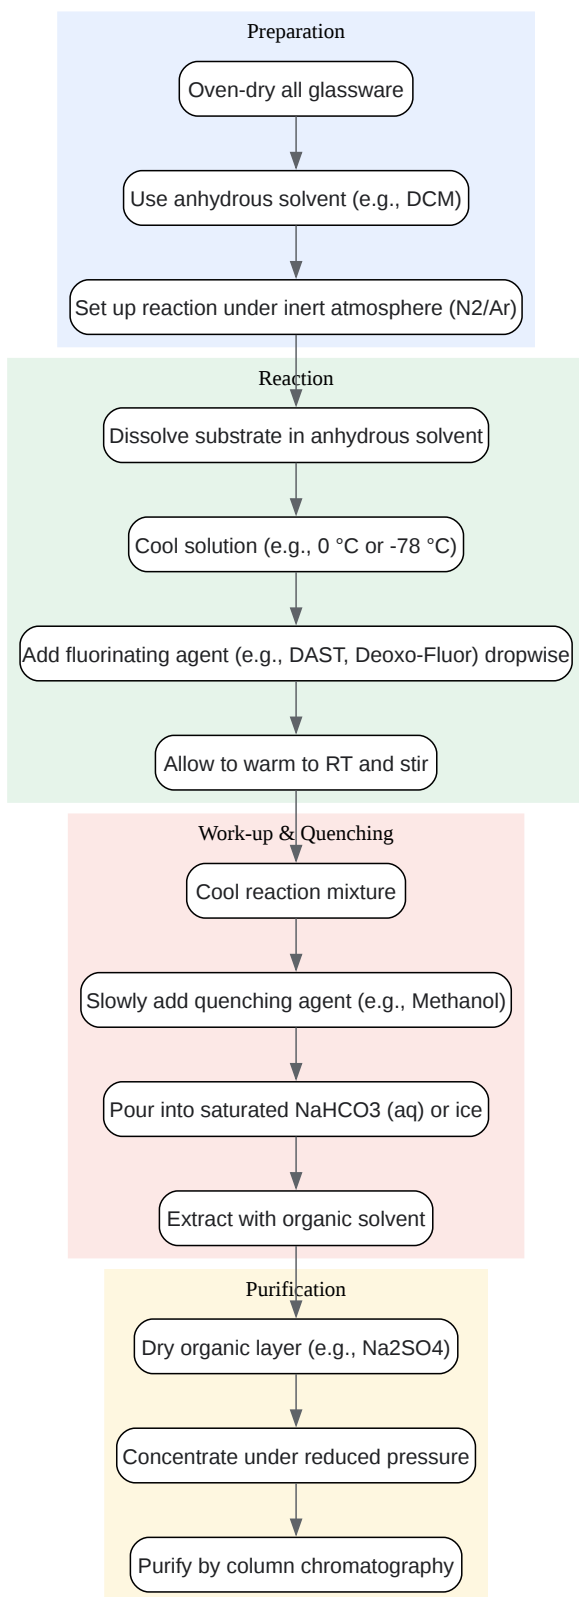 Preparation
Oven-dry all glassware
Use anhydrous solvent (e.g., DCM)
Set up reaction under inert atmosphere (N2/Ar)
Reaction
Dissolve substrate in anhydrous solvent
Cool solution (e.g., 0 °C or -78 °C)
Add fluorinating agent (e.g., DAST, Deoxo-Fluor) dropwise
Allow to warm to RT and stir
Work-up & Quenching
Cool reaction mixture
Slowly add quenching agent (e.g., Methanol)
Pour into saturated NaHCO3 (aq) or ice
Extract with organic solvent
Purification
Dry organic layer (e.g., Na2SO4)
Concentrate under reduced pressure
Purify by column chromatography